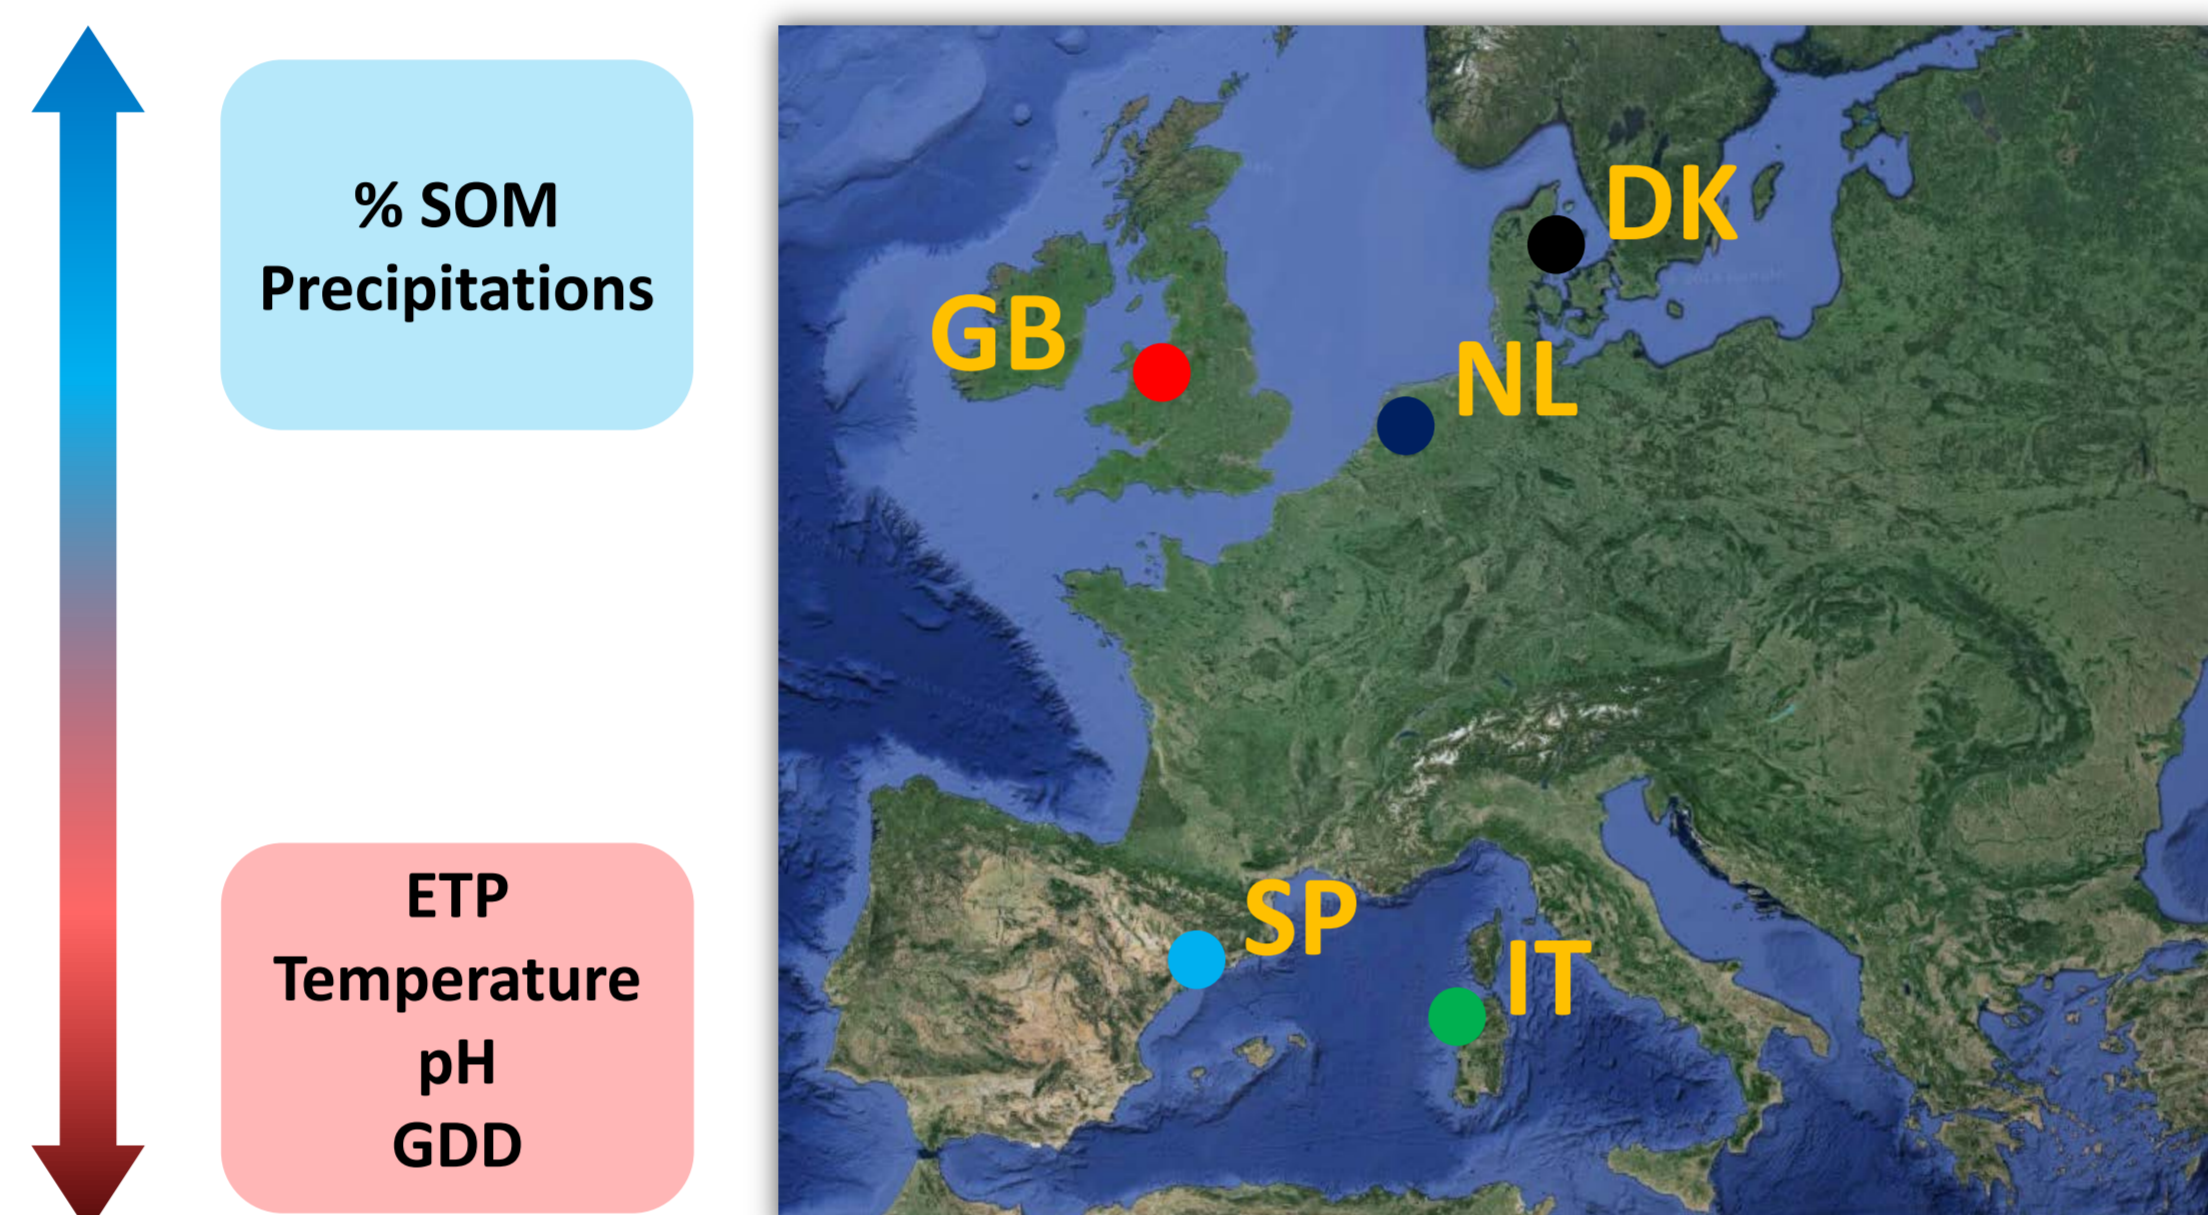 % SOM
Precipitations
ETP
Temperature
pH
GDD
DK
GB
NL
SP
IT